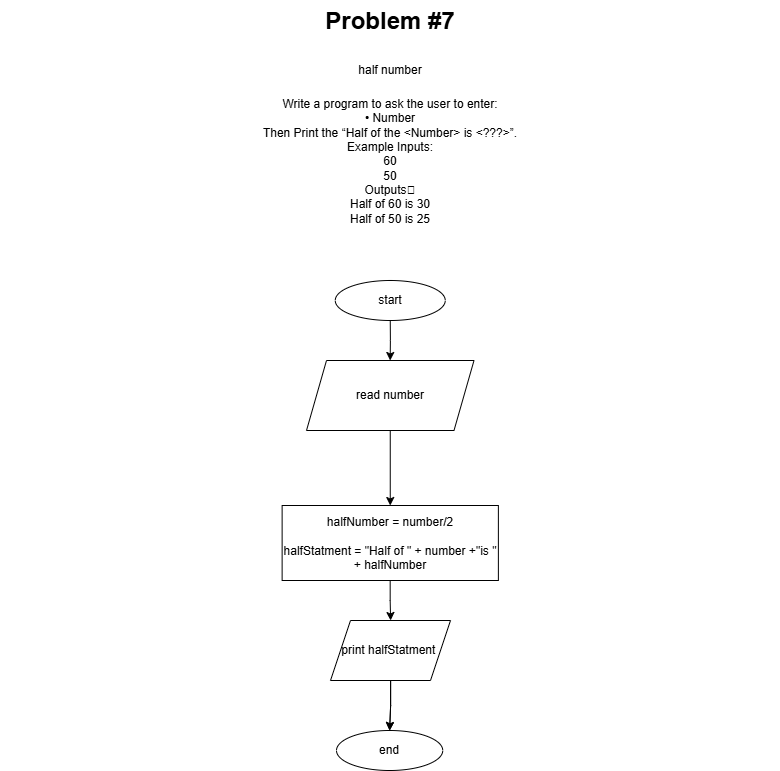 Problem #7
half number
Write a program to ask the user to enter:
• Number
Then Print the “Half of the <Number> is <???>”.
Example Inputs:
60
50
Outputs
Half of 60 is 30
Half of 50 is 25
start
read number
halfNumber = number/2
halfStatment = "Half of " + number +"is "
+ halfNumber
print halfStatment
end